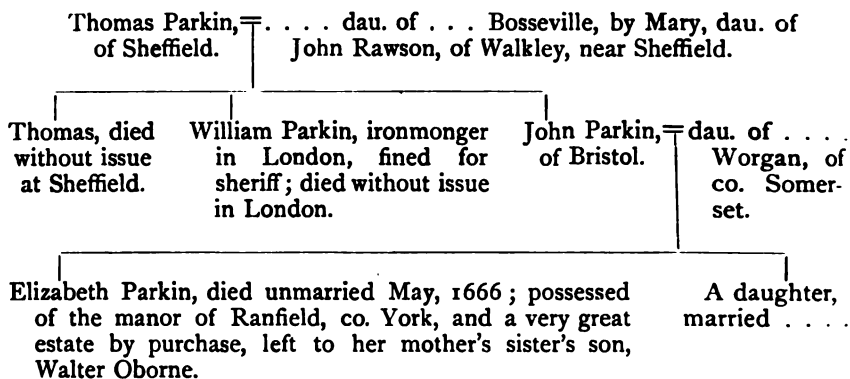 Thomas Parkin,=. . . . dau. of . . . Bosseville, by Mary, dau. of
of Sheffield. John Rawson, of Walkley, near Sheffield.
Thomas, died
without issue
at Sheffield.
William Parkin, ironmonger
in London, fined for
sheriff; died without issue
in London.
John Parkin,=dau. of . . . .
of Bristol. Worgan, of
co. Somer-
set.
Elizabeth Parkin, died unmarried May, 1666; possessed
of the manor of Ranfield, co. York, and a very great
estate by purchase, left to her mother's sister's son,
Walter Oborne.
A daughter,
married . . . .